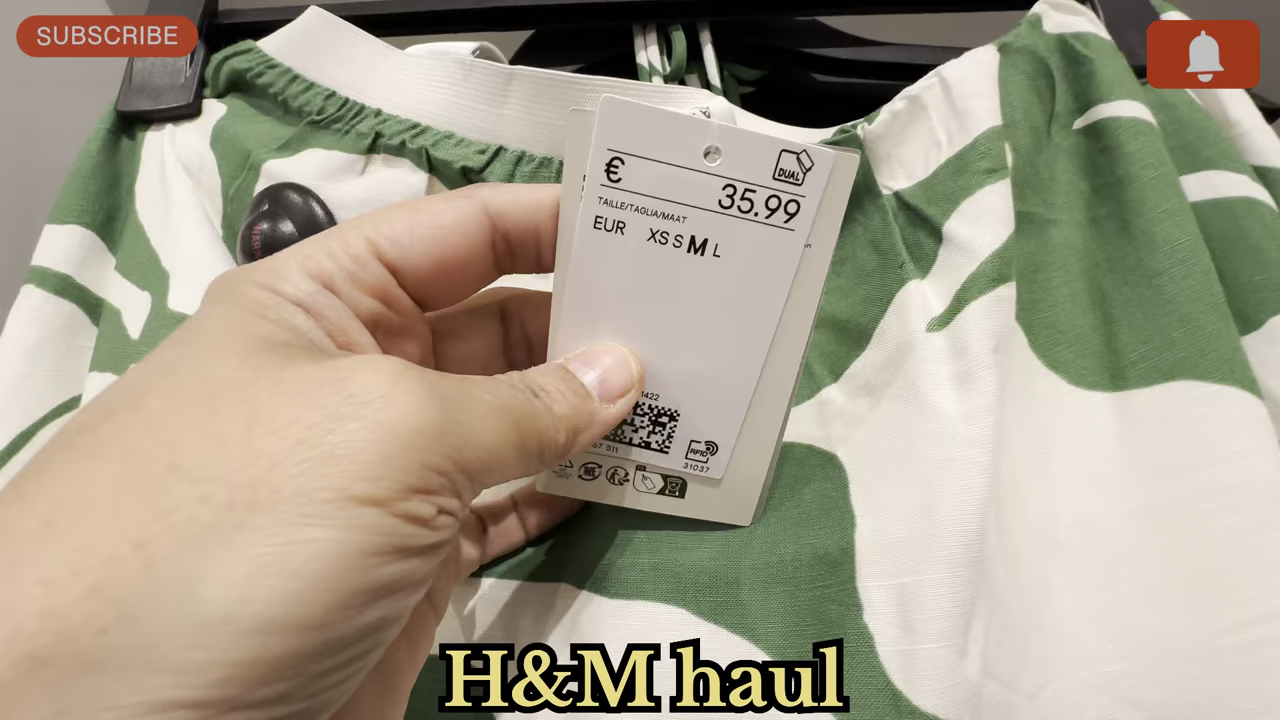 SUBSCRIBE
DUAL
€ 35.99
TAILLE/TAGLIA/MAAT
EUR XS S M L
1422
RFID
31037
H&M haul